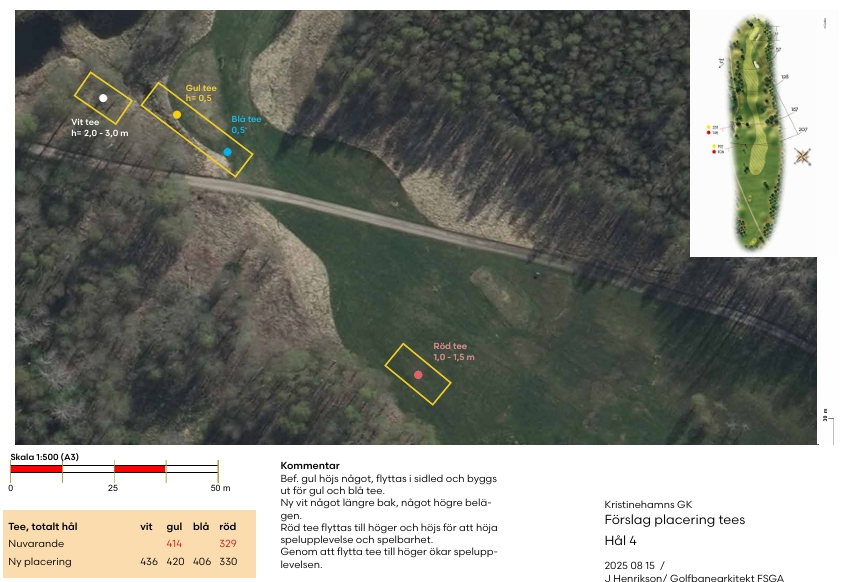 Gul tee
h= 0,5
Blå tee
0,5'
Vit tee
h= 2,0 - 3,0 m
Röd tee
1,0 - 1,5 m
Skala 1:500 (A3)
0 25 50 m
Tee, totalt hål vit gul blå röd
Nuvarande 414 329
Ny placering 436 420 406 330
Kommentar
Bef. gul höjs något, flyttas i sidled och byggs
ut för gul och blå tee.
Ny vit något längre bak, något högre belä-
gen.
Röd tee flyttas till höger och höjs för att höja
spelupplevelse och spelbarhet.
Genom att flytta tee till höger ökar spelupp-
levelsen.
Kristinehamns GK
Förslag placering tees
Hål 4
2025 08 15 /
J Henrikson/ Golfbanearkitekt FSGA